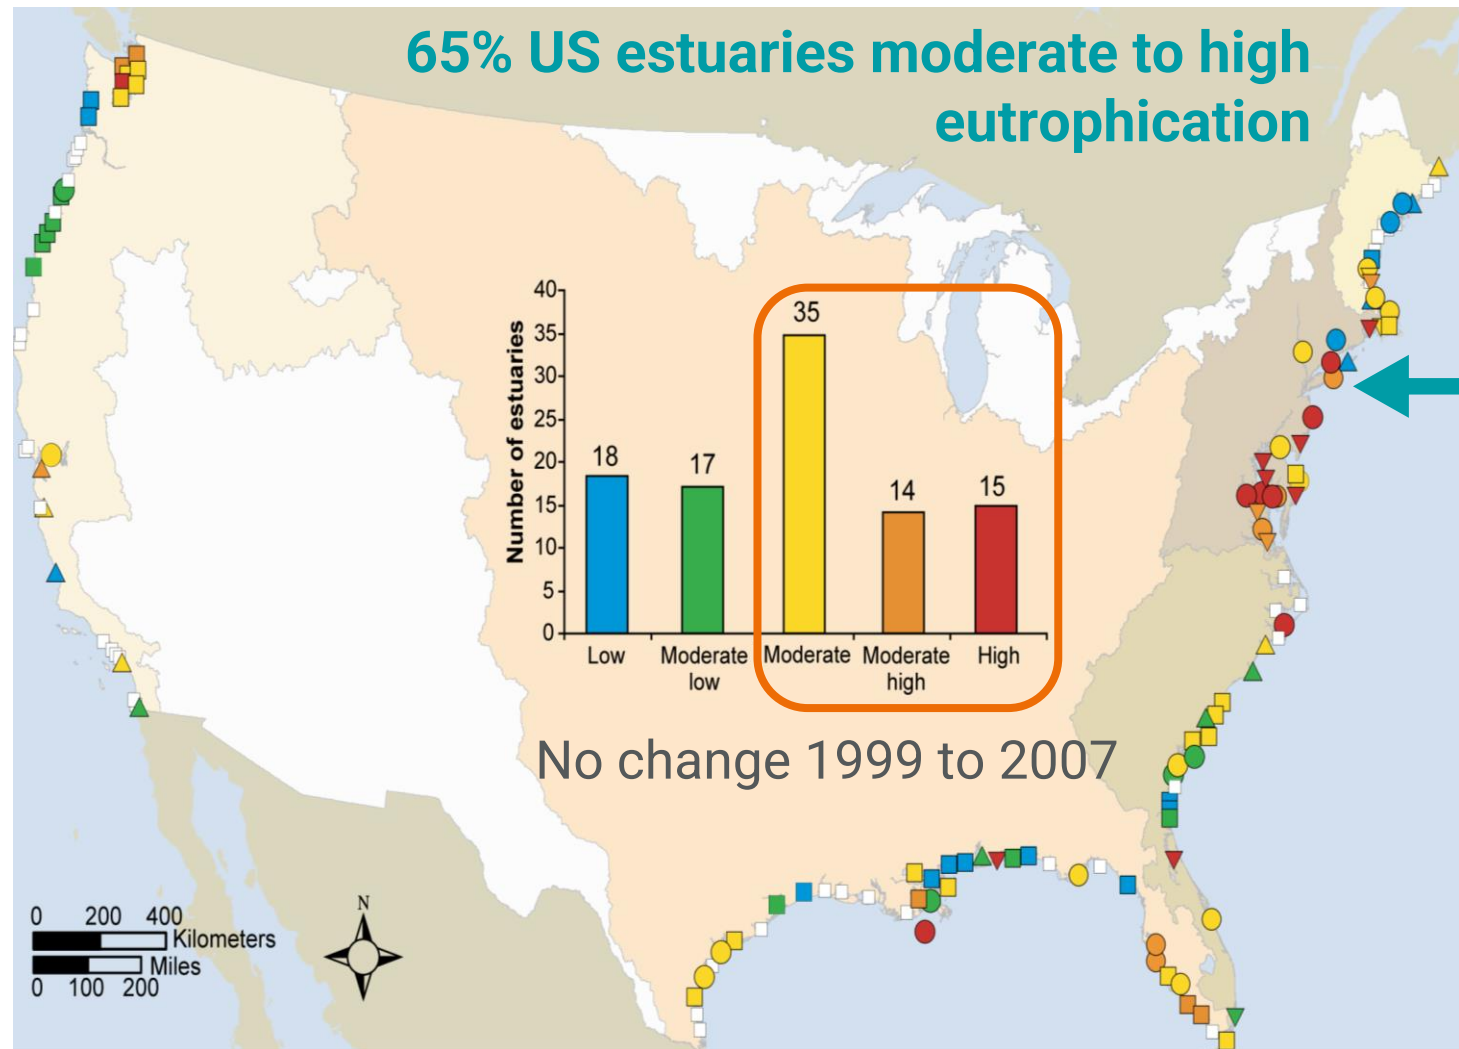 65% US estuaries moderate to high
eutrophication
Number of estuaries
40
35
30
25
20
15
10
5
0
18
17
35
14
15
Low
Moderate
low
Moderate
Moderate
high
High
No change 1999 to 2007
N
0 200 400
Kilometers
Miles
0 100 200